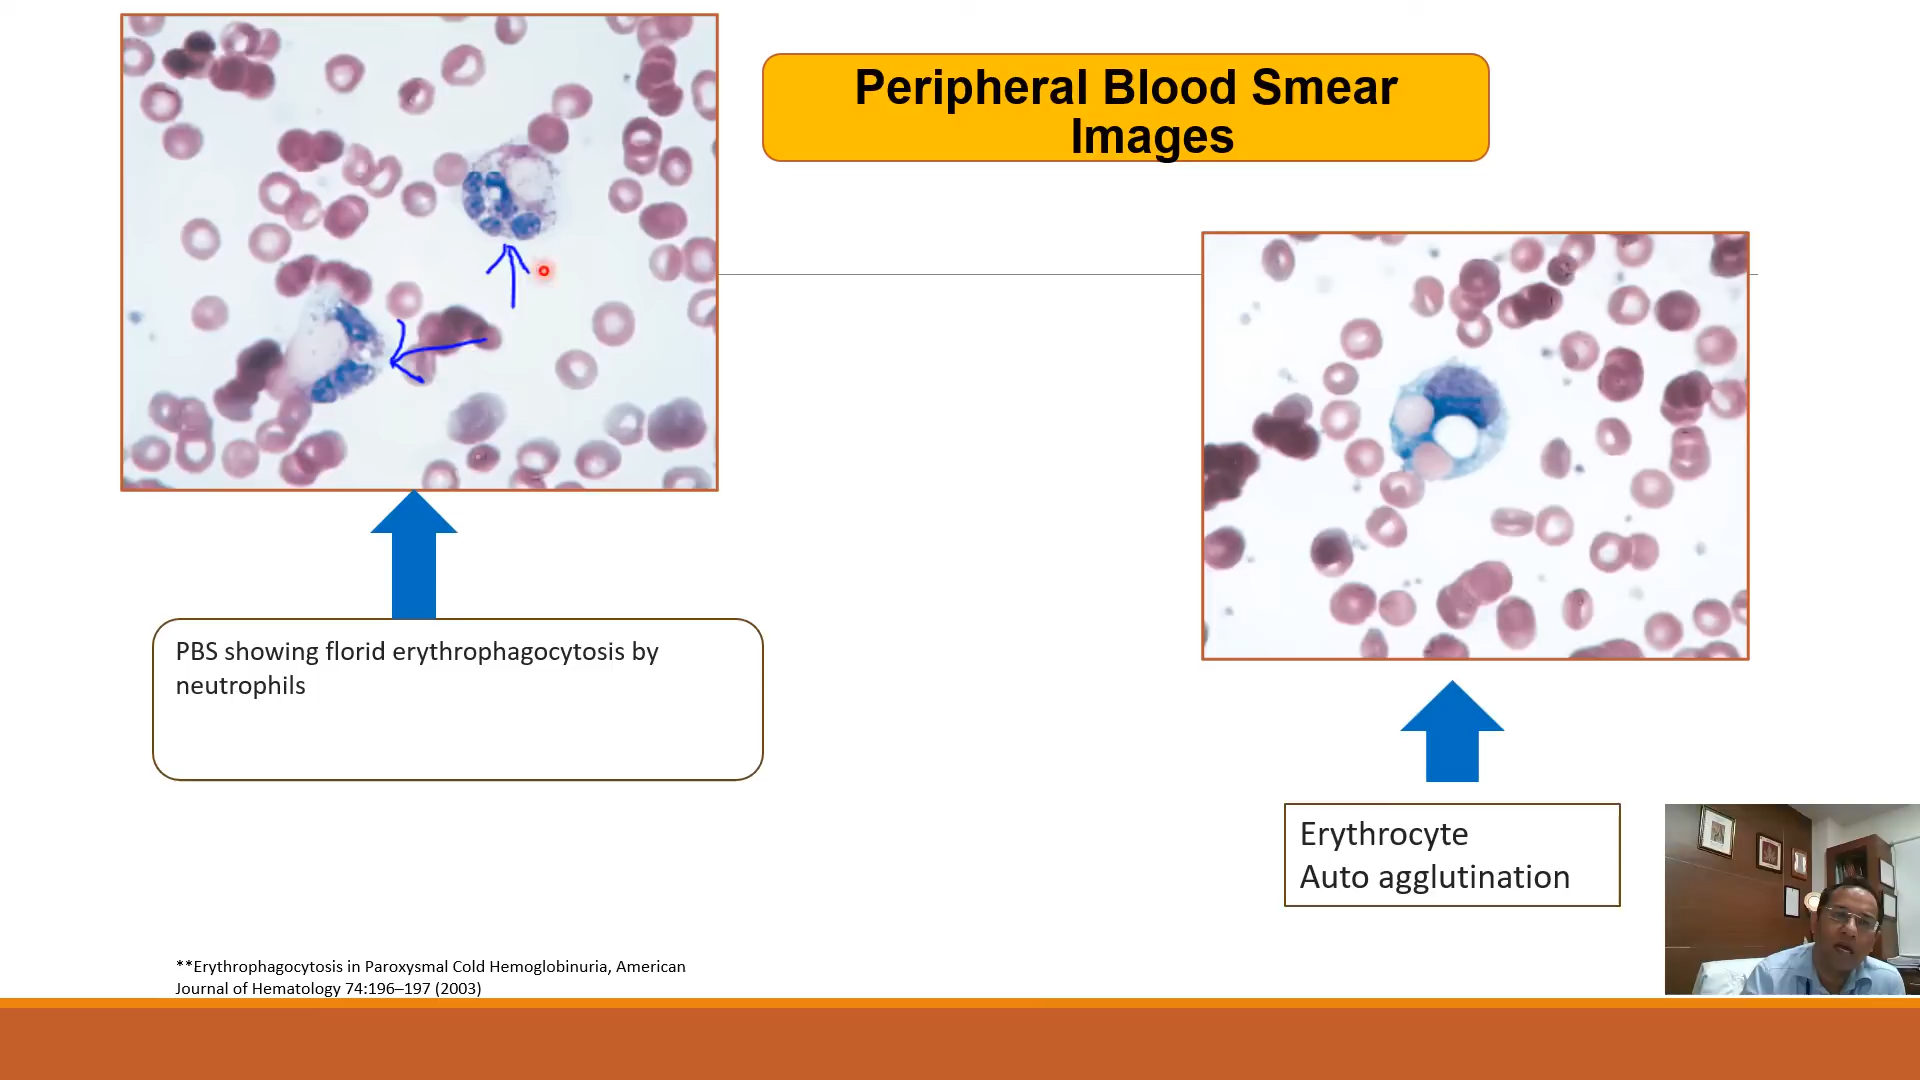 Peripheral Blood Smear
Images
PBS showing florid erythrophagocytosis by
neutrophils
Erythrocyte
Auto agglutination
**Erythrophagocytosis in Paroxysmal Cold Hemoglobinuria, American
Journal of Hematology 74:196–197 (2003)